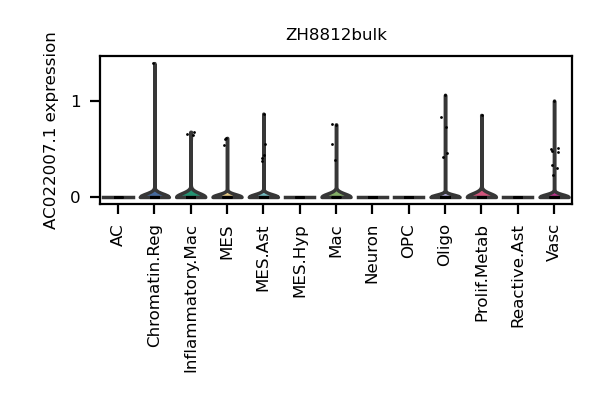 ZH8812bulk
AC022007.1 expression
1
0
AC
Chromatin.Reg
Inflammatory.Mac
MES
MES.Ast
MES.Hyp
Mac
Neuron
OPC
Oligo
Prolif.Metab
Reactive.Ast
Vasc